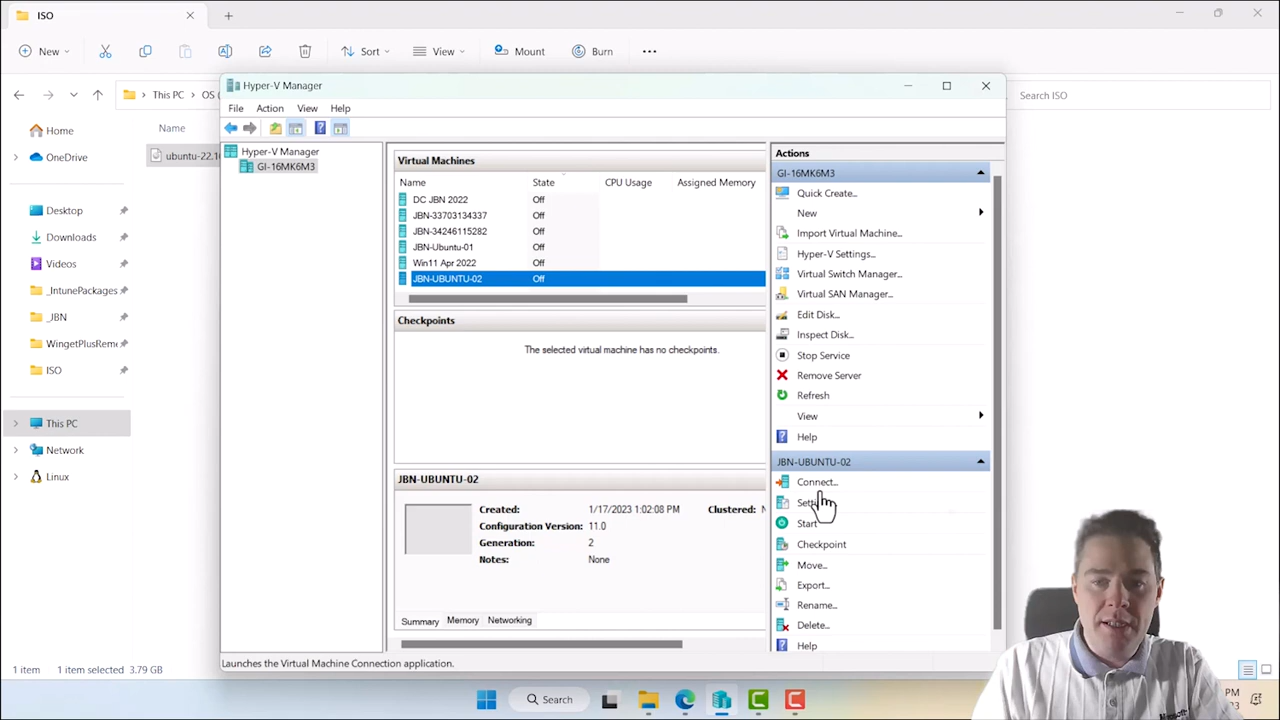 ISO
New
Sort
View
Mount
Burn
This PC
OS (
Search ISO
Home
OneDrive
Desktop
Downloads
Videos
_IntunePackages
_JBN
WingetPlusReme
ISO
This PC
Network
Linux
Name
ubuntu-22.1
Hyper-V Manager
File Action View Help
Hyper-V Manager
GI-16MK6M3
Virtual Machines
Name State CPU Usage Assigned Memory
DC JBN 2022 Off
JBN-33703134337 Off
JBN-34246115282 Off
JBN-Ubuntu-01 Off
Win11 Apr 2022 Off
JBN-UBUNTU-02 Off
Checkpoints
The selected virtual machine has no checkpoints.
JBN-UBUNTU-02
Created: 1/17/2023 1:02:08 PM Clustered:
Configuration Version: 11.0
Generation: 2
Notes: None
Summary Memory Networking
Actions
GI-16MK6M3
Quick Create...
New
Import Virtual Machine...
Hyper-V Settings...
Virtual Switch Manager...
Virtual SAN Manager...
Edit Disk...
Inspect Disk...
Stop Service
Remove Server
Refresh
View
Help
JBN-UBUNTU-02
Connect...
Start
Checkpoint
Move...
Export...
Rename...
Delete...
Help
Launches the Virtual Machine Connection application.
1 item 1 item selected 3.79 GB
Search
PM